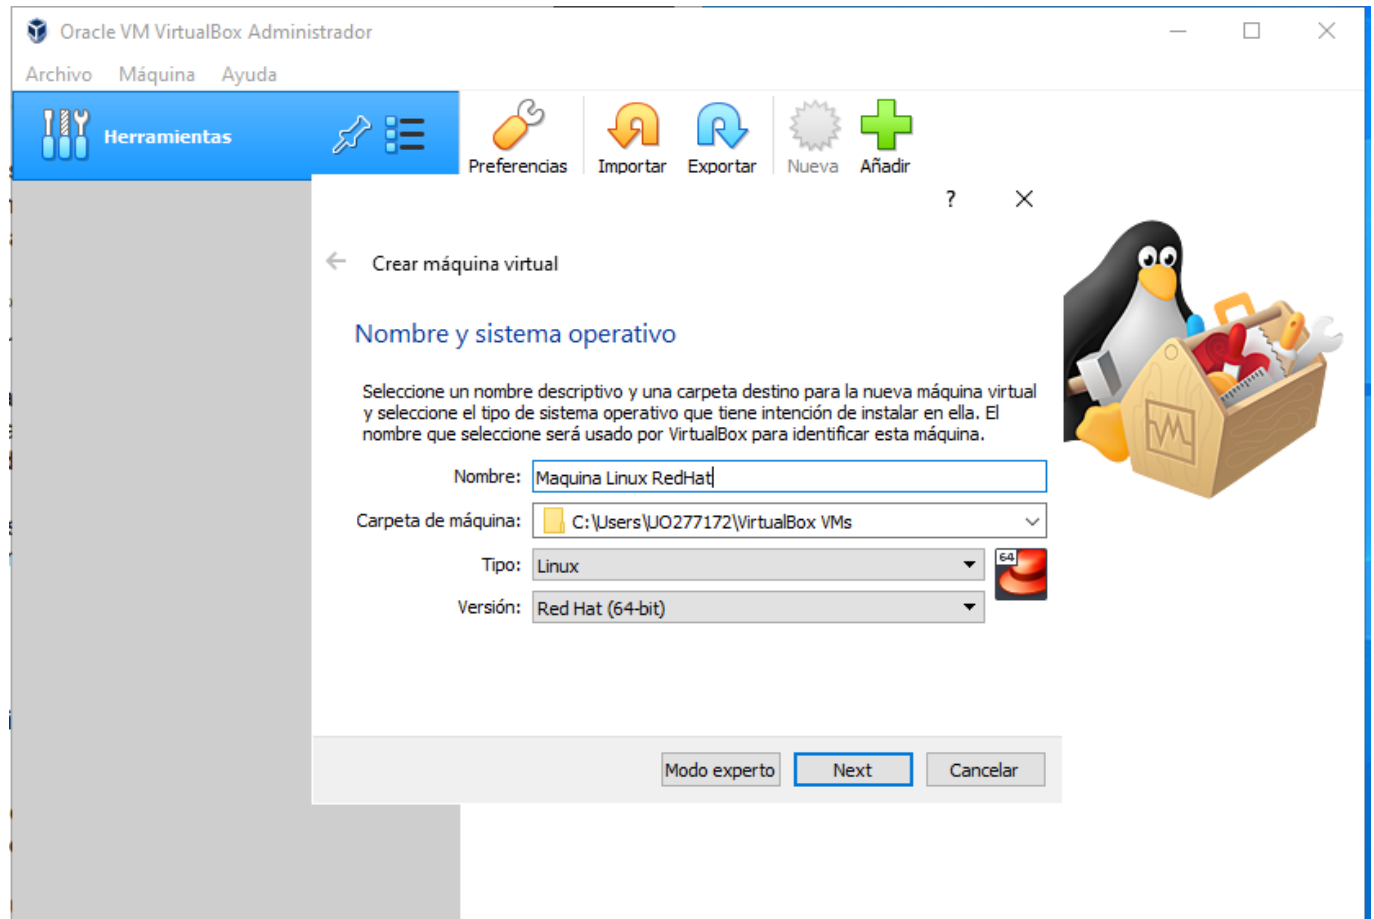 Oracle VM VirtualBox Administrador
Archivo Máquina Ayuda
Herramientas
Preferencias Importar Exportar Nueva Añadir
?
Crear máquina virtual
Nombre y sistema operativo
Seleccione un nombre descriptivo y una carpeta destino para la nueva máquina virtual
y seleccione el tipo de sistema operativo que tiene intención de instalar en ella. El
nombre que seleccione será usado por VirtualBox para identificar esta máquina.
Nombre: Maquina Linux RedHat
Carpeta de máquina: C:\Users\UO277172\VirtualBox VMs
Tipo: Linux
64
Versión: Red Hat (64-bit)
Modo experto Next Cancelar